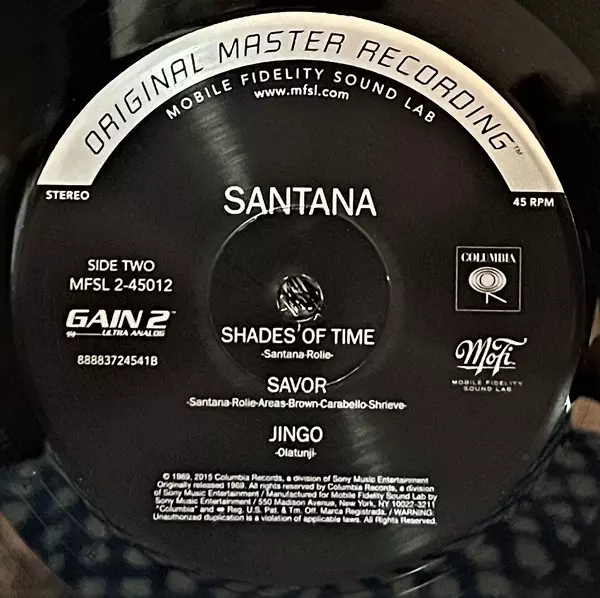 ORIGINAL MASTER RECORDING™
MOBILE FIDELITY SOUND LAB
www.mfsl.com
STEREO
45 RPM
SANTANA
SIDE TWO
MFSL 2-45012
GAIN 2™
ULTRA ANALOG
88883724541B
COLUMBIA
MoFi
MOBILE FIDELITY
SOUND LAB
SHADES OF TIME
-Santana-Rolie-
SAVOR
-Santana-Rolie-Areas-Brown-Carabello-Shrieve-
JINGO
-Olatunji-
© 1969, 2015 Columbia Records, a division of Sony Music Entertainment
Originally released 1969. All rights reserved by Columbia Records, a division
of Sony Music Entertainment / Manufactured for Mobile Fidelity Sound Lab by
Sony Music Entertainment / 550 Madison Avenue, New York, NY 10022-3211
"Columbia" and Reg. U.S. Pat. & Tm. Off. Marca Registrada. / WARNING:
Unauthorized duplication is a violation of applicable laws. All Rights Reserved.